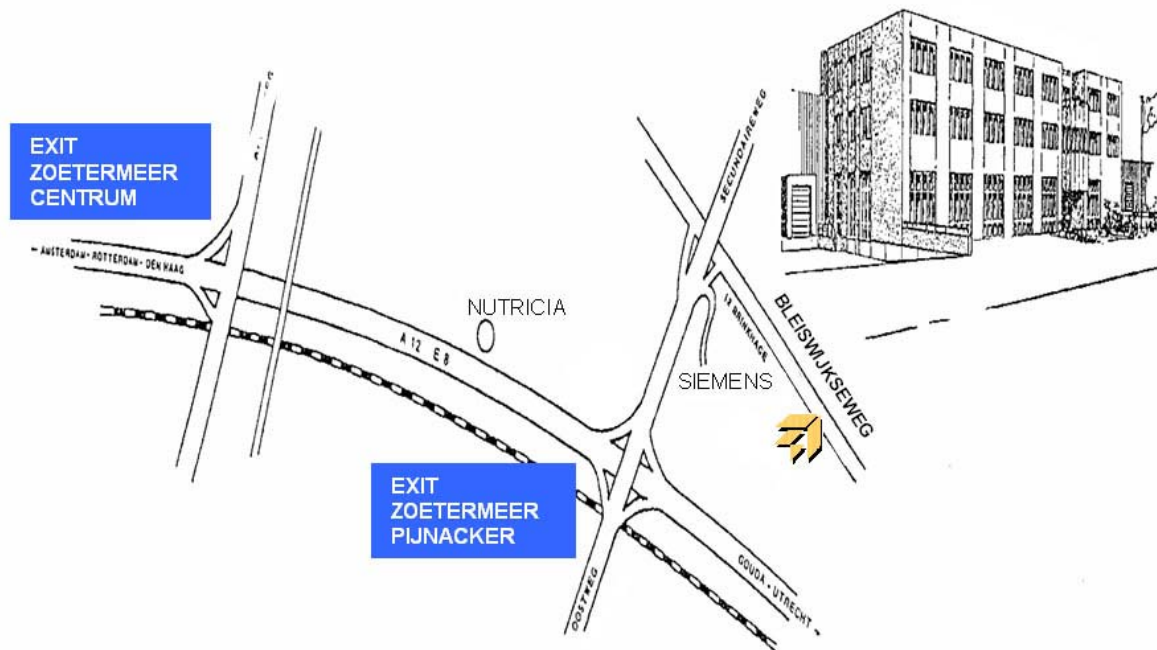 EXIT
ZOETERMEER
CENTRUM
← AMSTERDAM - ROTTERDAM - DEN HAAG
NUTRICIA
A 12 E 8
SECUNDAIREWEG
BLEISWIJKSEWEG
BRINKHAGE
SIEMENS
EXIT
ZOETERMEER
PIJNACKER
OOSTWEG
GOUDA - UTRECHT →